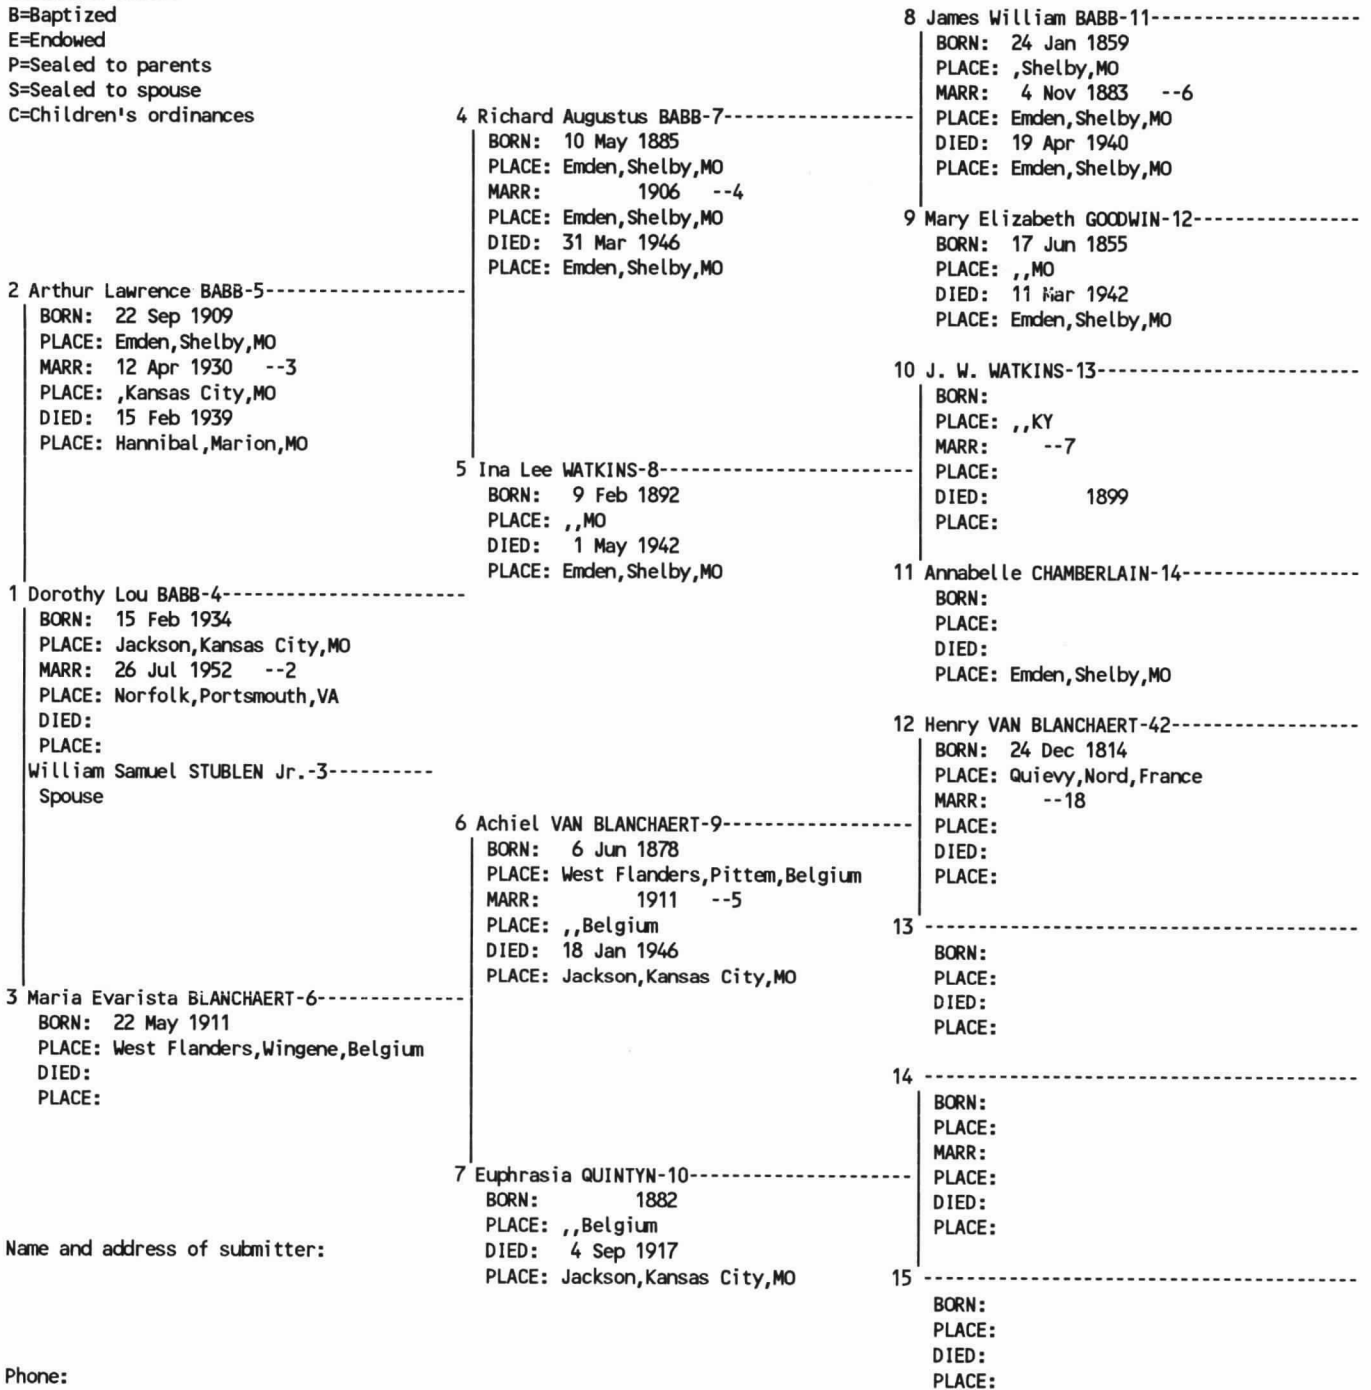 B=Baptized
E=Endowed
P=Sealed to parents
S=Sealed to spouse
C=Children's ordinances
8 James William BABB-11--------------------
BORN: 24 Jan 1859
PLACE: ,Shelby,MO
MARR: 4 Nov 1883 --6
PLACE: Emden,Shelby,MO
DIED: 19 Apr 1940
PLACE: Emden,Shelby,MO
4 Richard Augustus BABB-7------------------
BORN: 10 May 1885
PLACE: Emden,Shelby,MO
MARR: 1906 --4
PLACE: Emden,Shelby,MO
DIED: 31 Mar 1946
PLACE: Emden,Shelby,MO
9 Mary Elizabeth GOODWIN-12----------------
BORN: 17 Jun 1855
PLACE: ,,MO
DIED: 11 Mar 1942
PLACE: Emden,Shelby,MO
2 Arthur Lawrence BABB-5-------------------
BORN: 22 Sep 1909
PLACE: Emden,Shelby,MO
MARR: 12 Apr 1930 --3
PLACE: ,Kansas City,MO
DIED: 15 Feb 1939
PLACE: Hannibal,Marion,MO
10 J. W. WATKINS-13-------------------------
BORN:
PLACE: ,,KY
MARR: --7
PLACE:
DIED: 1899
PLACE:
5 Ina Lee WATKINS-8------------------------
BORN: 9 Feb 1892
PLACE: ,,MO
DIED: 1 May 1942
PLACE: Emden,Shelby,MO
11 Annabelle CHAMBERLAIN-14-----------------
BORN:
PLACE:
DIED:
PLACE: Emden,Shelby,MO
1 Dorothy Lou BABB-4-----------------------
BORN: 15 Feb 1934
PLACE: Jackson,Kansas City,MO
MARR: 26 Jul 1952 --2
PLACE: Norfolk,Portsmouth,VA
DIED:
PLACE:
William Samuel STUBLEN Jr.-3----------
Spouse
12 Henry VAN BLANCHAERT-42------------------
BORN: 24 Dec 1814
PLACE: Quievy,Nord,France
MARR: --18
PLACE:
DIED:
PLACE:
6 Achiel VAN BLANCHAERT-9------------------
BORN: 6 Jun 1878
PLACE: West Flanders,Pittem,Belgium
MARR: 1911 --5
PLACE: ,,Belgium
DIED: 18 Jan 1946
PLACE: Jackson,Kansas City,MO
13 -----------------------------------------
BORN:
PLACE:
DIED:
PLACE:
3 Maria Evarista BLANCHAERT-6--------------
BORN: 22 May 1911
PLACE: West Flanders,Wingene,Belgium
DIED:
PLACE:
14 -----------------------------------------
BORN:
PLACE:
MARR:
PLACE:
DIED:
PLACE:
7 Euphrasia QUINTYN-10---------------------
BORN: 1882
PLACE: ,,Belgium
DIED: 4 Sep 1917
PLACE: Jackson,Kansas City,MO
15 -----------------------------------------
BORN:
PLACE:
DIED:
PLACE:
Name and address of submitter:
Phone: